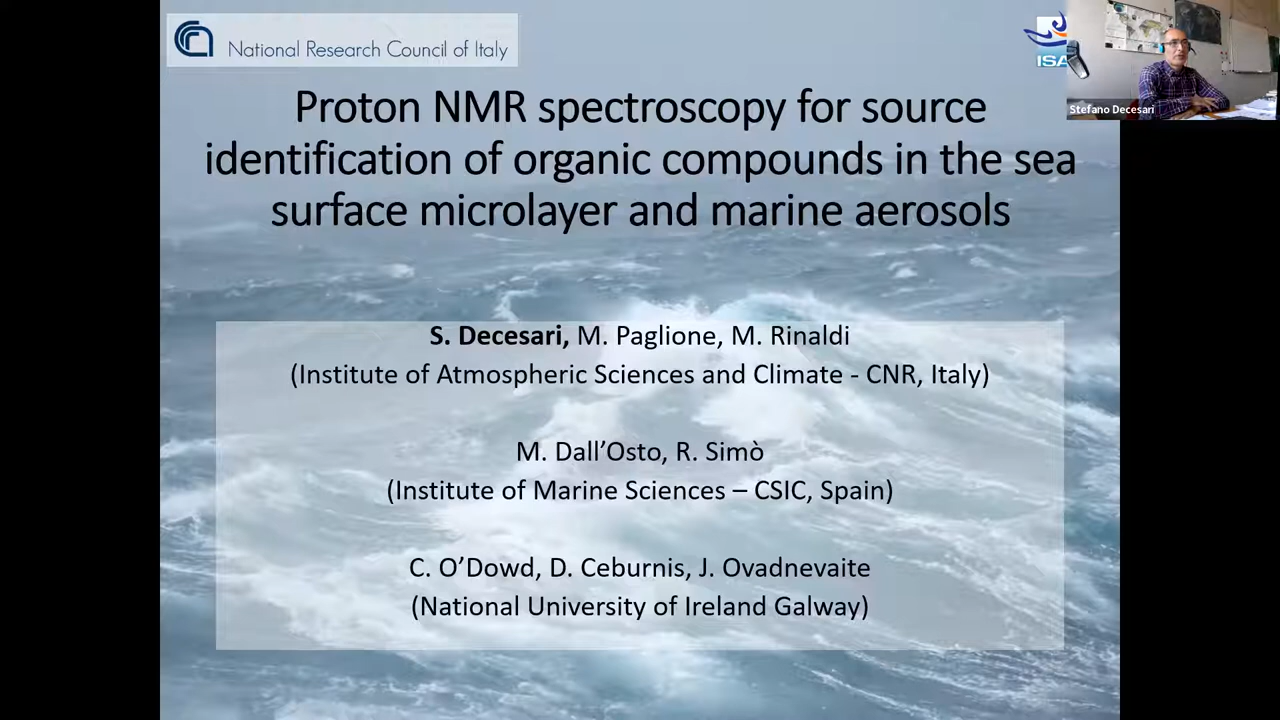 National Research Council of Italy
ISA
Stefano Decesari
Proton NMR spectroscopy for source
identification of organic compounds in the sea
surface microlayer and marine aerosols
S. Decesari, M. Paglione, M. Rinaldi
(Institute of Atmospheric Sciences and Climate - CNR, Italy)
M. Dall’Osto, R. Simò
(Institute of Marine Sciences – CSIC, Spain)
C. O’Dowd, D. Ceburnis, J. Ovadnevaite
(National University of Ireland Galway)